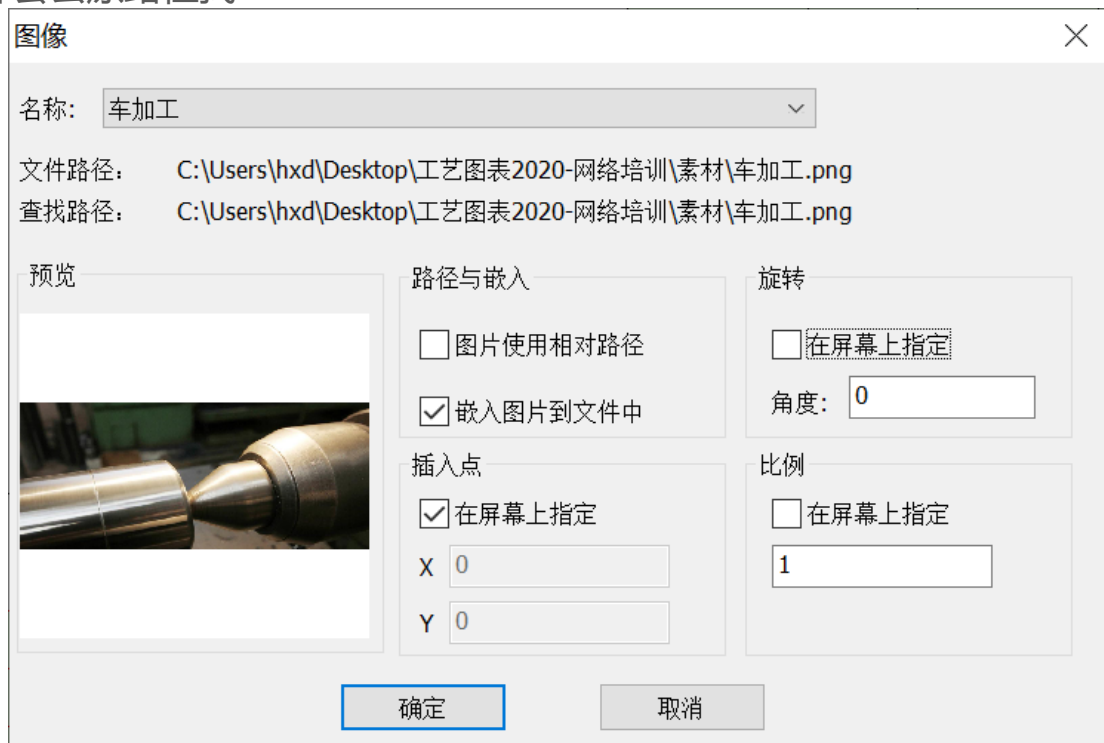 图像
名称: 车加工
文件路径: C:\Users\hxd\Desktop\工艺图表2020-网络培训\素材\车加工.png
查找路径: C:\Users\hxd\Desktop\工艺图表2020-网络培训\素材\车加工.png
预览
路径与嵌入
图片使用相对路径
嵌入图片到文件中
旋转
在屏幕上指定
角度: 0
插入点
在屏幕上指定
X 0
Y 0
比例
在屏幕上指定
1
确定
取消